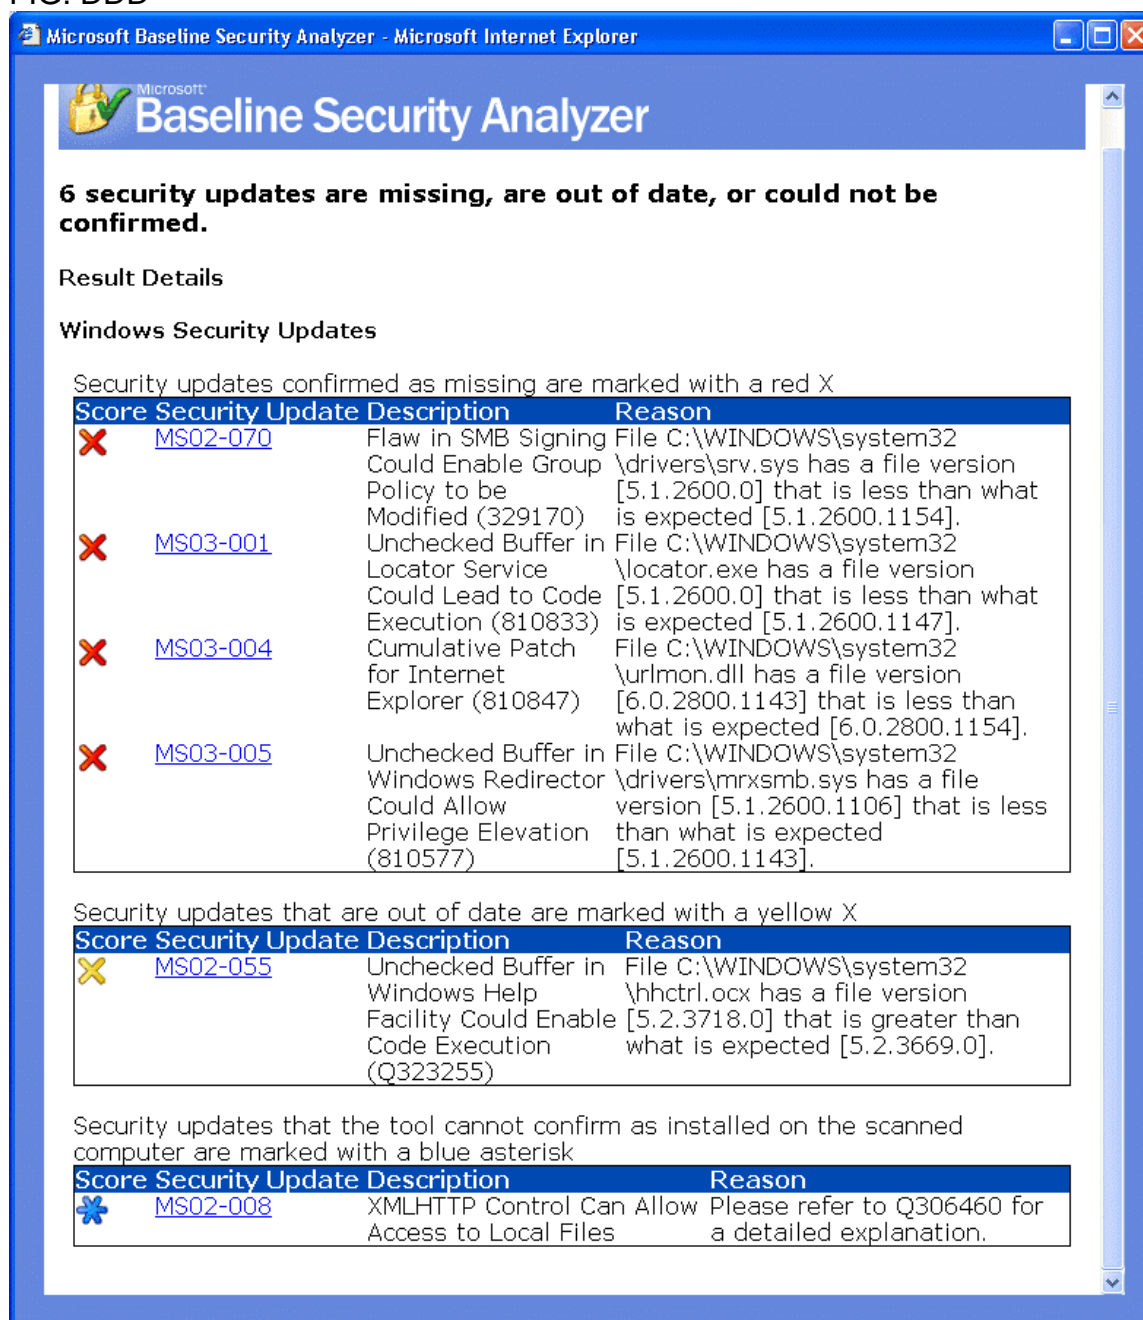 FIG. DDD
Microsoft Baseline Security Analyzer - Microsoft Internet Explorer
Microsoft
Baseline Security Analyzer
6 security updates are missing, are out of date, or could not be
confirmed.
Result Details
Windows Security Updates
Security updates confirmed as missing are marked with a red X
Score Security Update Description Reason
MS02-070 Flaw in SMB Signing File C:\WINDOWS\system32
Could Enable Group \drivers\srv.sys has a file version
Policy to be [5.1.2600.0] that is less than what
Modified (329170) is expected [5.1.2600.1154].
MS03-001 Unchecked Buffer in File C:\WINDOWS\system32
Locator Service \locator.exe has a file version
Could Lead to Code [5.1.2600.0] that is less than what
Execution (810833) is expected [5.1.2600.1147].
MS03-004 Cumulative Patch File C:\WINDOWS\system32
for Internet \urlmon.dll has a file version
Explorer (810847) [6.0.2800.1143] that is less than
what is expected [6.0.2800.1154].
MS03-005 Unchecked Buffer in File C:\WINDOWS\system32
Windows Redirector \drivers\mrxsmb.sys has a file
Could Allow version [5.1.2600.1106] that is less
Privilege Elevation than what is expected
(810577) [5.1.2600.1143].
Security updates that are out of date are marked with a yellow X
Score Security Update Description Reason
MS02-055 Unchecked Buffer in File C:\WINDOWS\system32
Windows Help \hhctrl.ocx has a file version
Facility Could Enable [5.2.3718.0] that is greater than
Code Execution what is expected [5.2.3669.0].
(Q323255)
Security updates that the tool cannot confirm as installed on the scanned
computer are marked with a blue asterisk
Score Security Update Description Reason
MS02-008 XMLHTTP Control Can Allow Please refer to Q306460 for
Access to Local Files a detailed explanation.